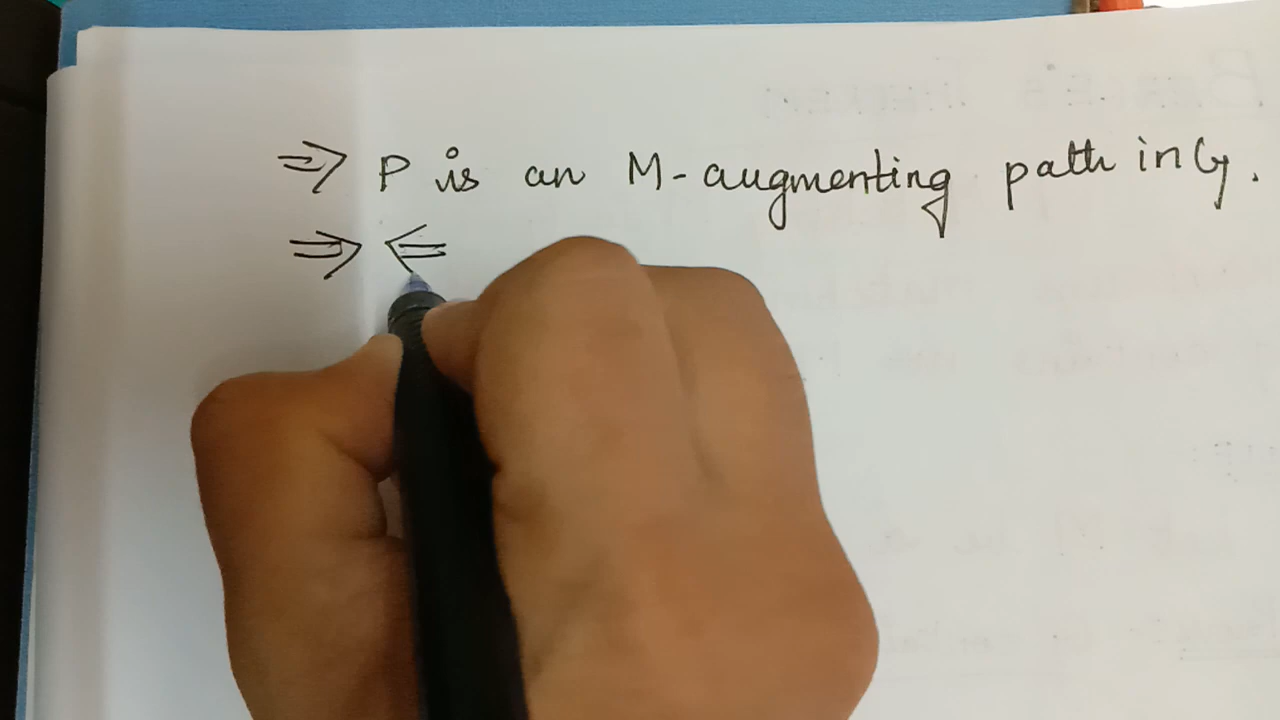 ⇒ P is an M-augmenting path in G.
⇒⇐